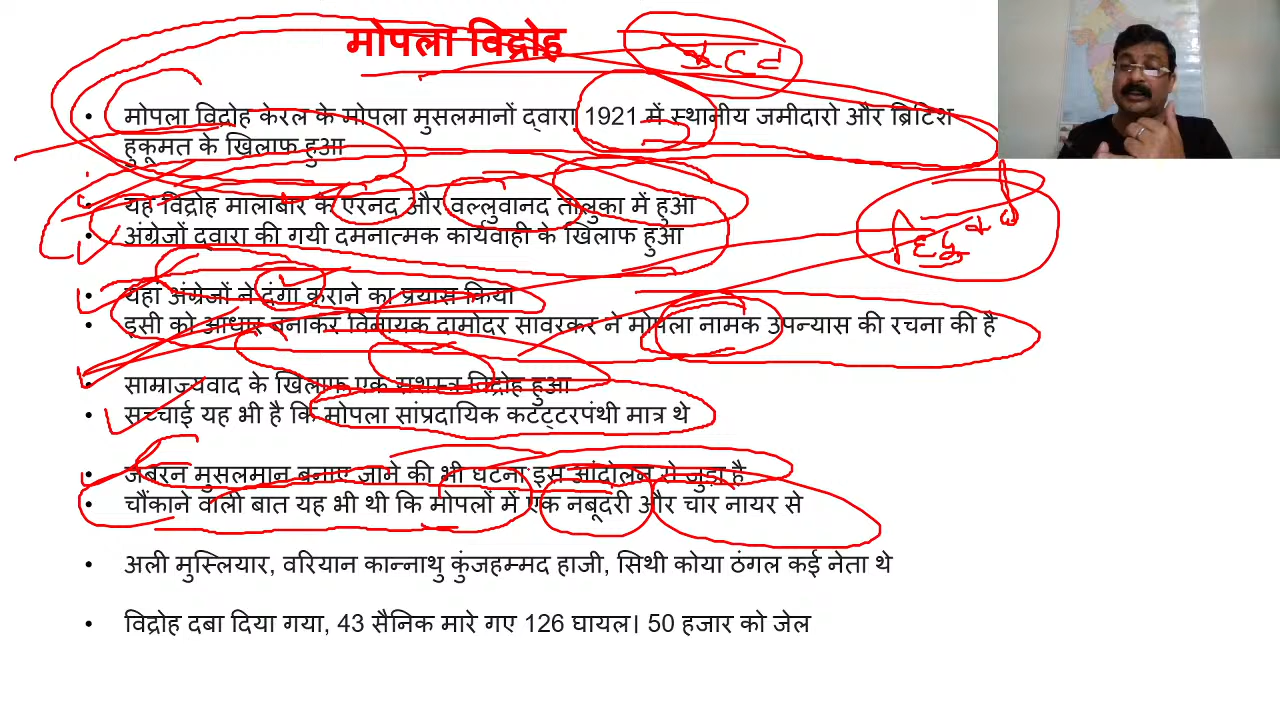 मोपला विद्रोह
• मोपला विद्रोह केरल के मोपला मुसलमानों द्वारा 1921 में स्थानीय जमीदारो और ब्रिटिश
हुकूमत के खिलाफ हुआ
• यह विद्रोह मालाबार के एरनद और वल्लुवानद तालुका में हुआ
• अंग्रेजों दवारा की गयी दमनात्मक कार्यवाही के खिलाफ हुआ
• यहां अंग्रेजों ने दंगा कराने का प्रयास किया
• इसी को आधार बनाकर विनायक दामोदर सावरकर ने मोपला नामक उपन्यास की रचना की है
• साम्राज्यवाद के खिलाफ एक सशस्त्र विद्रोह हुआ
• सच्चाई यह भी है कि मोपला सांप्रदायिक कटट्टरपंथी मात्र थे
• जबरन मुसलमान बनाए जाने की भी घटना इस आंदोलन से जुड़ा है
• चौंकाने वाली बात यह भी थी कि मोपलों में एक नबूदरी और चार नायर से
• अली मुस्लियार, वरियान कान्नाथु कुंजहम्मद हाजी, सिथी कोया ठंगल कई नेता थे
• विद्रोह दबा दिया गया, 43 सैनिक मारे गए 126 घायल। 50 हजार को जेल